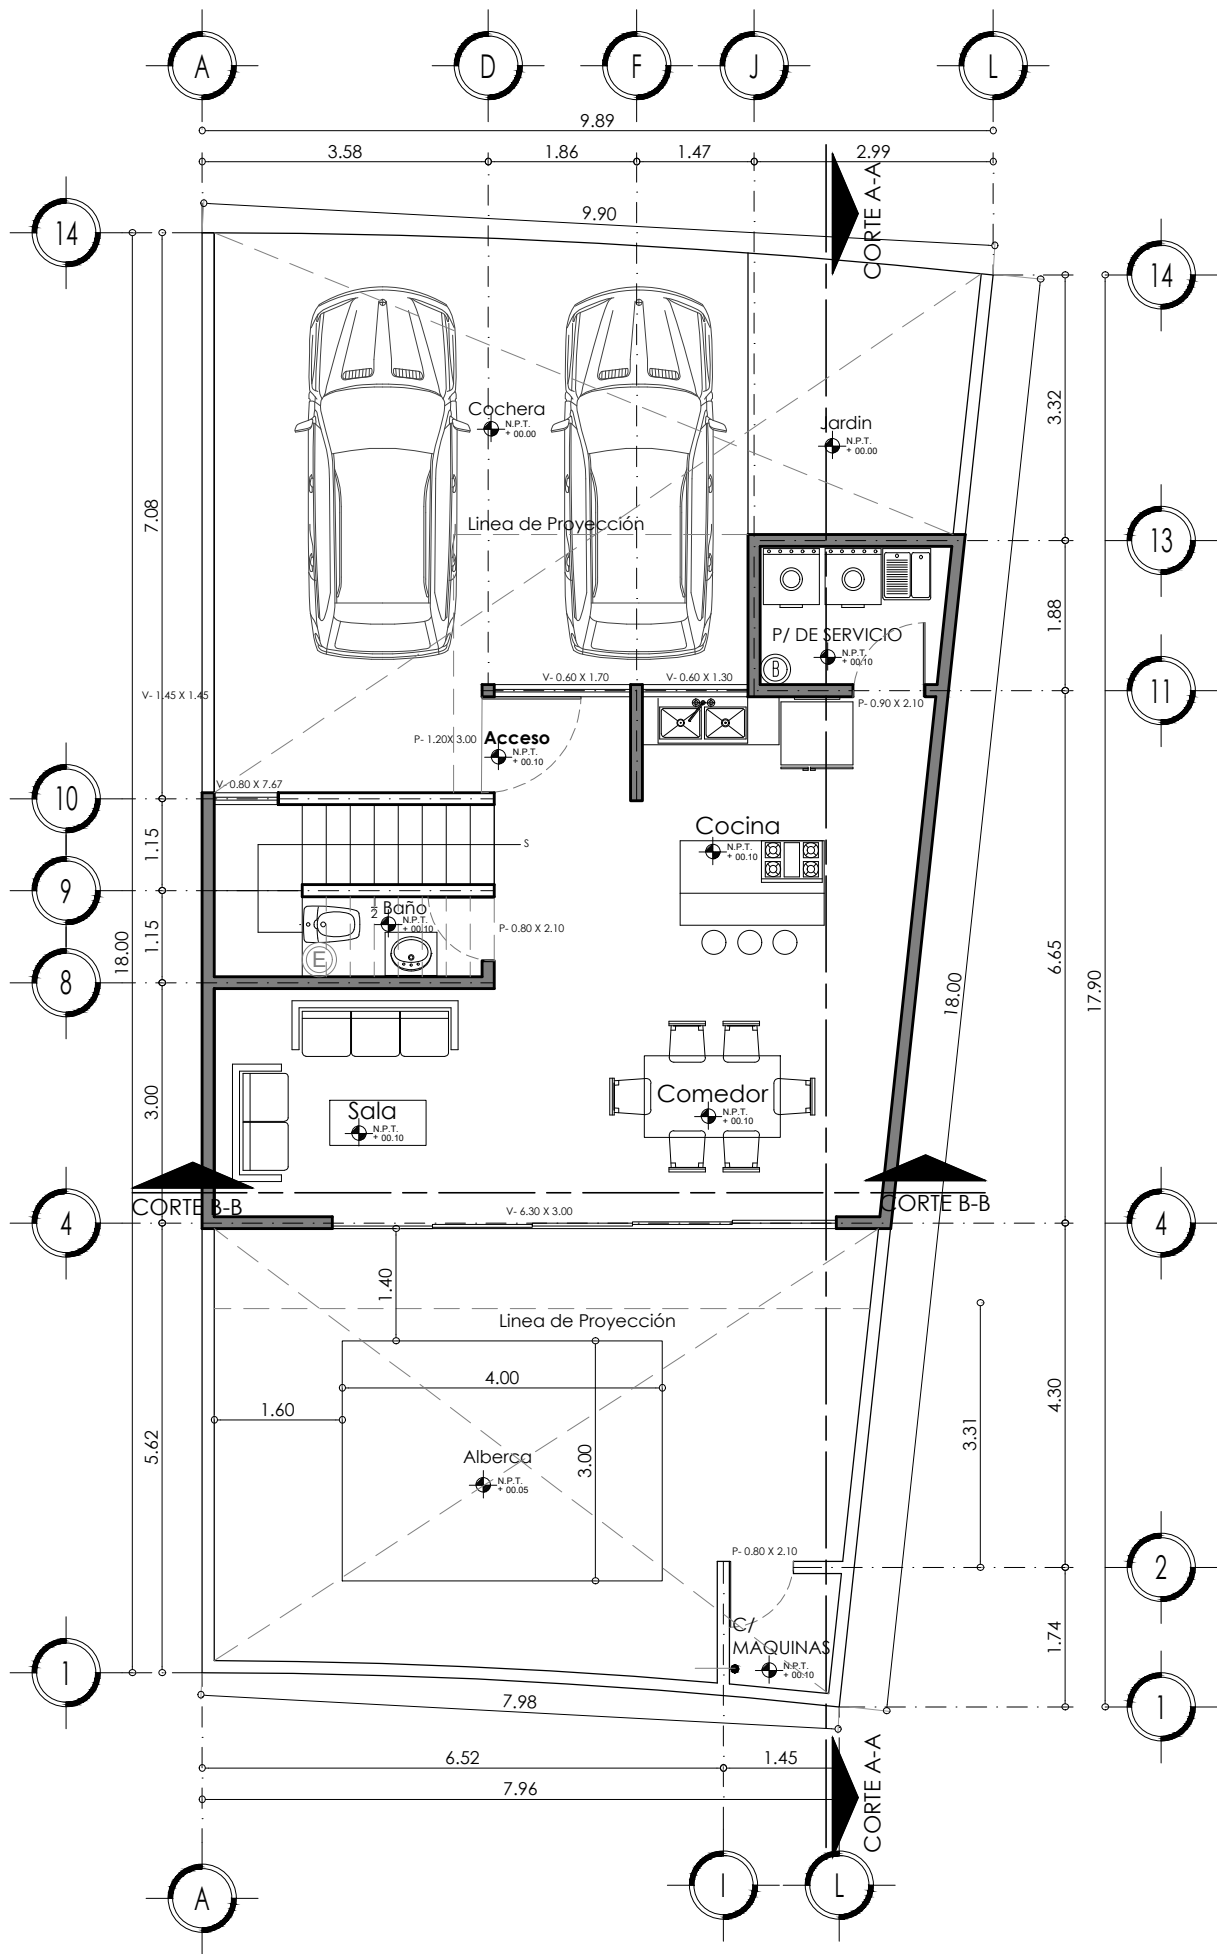 A
D
F
J
L
9.89
3.58
1.86
1.47
2.99
CORTE A-A
9.90
14
14
Cochera
N.P.T.
+ 00.00
Jardin
N.P.T.
+ 00.00
3.32
7.08
Linea de Proyección
13
1.88
P/ DE SERVICIO
N.P.T.
+ 00.10
B
V- 1.45 X 1.45
V- 0.60 X 1.70
V- 0.60 X 1.30
P- 0.90 X 2.10
11
P- 1.20X 3.00
Acceso
N.P.T.
+ 00.10
V- 0.80 X 7.67
10
Cocina
N.P.T.
+ 00.10
1.15
S
9
1/2 Baño
N.P.T.
+ 00.10
P- 0.80 X 2.10
1.15
18.00
E
8
6.65
18.00
17.90
3.00
Sala
N.P.T.
+ 00.10
Comedor
N.P.T.
+ 00.10
CORTE B-B
CORTE B-B
V- 6.30 X 3.00
4
4
1.40
Linea de Proyección
4.00
1.60
3.00
5.62
Alberca
N.P.T.
+ 00.05
4.30
3.31
P- 0.80 X 2.10
2
C/
MAQUINAS
N.P.T.
+ 00.10
1.74
1
1
7.98
6.52
1.45
7.96
CORTE A-A
A
I
L